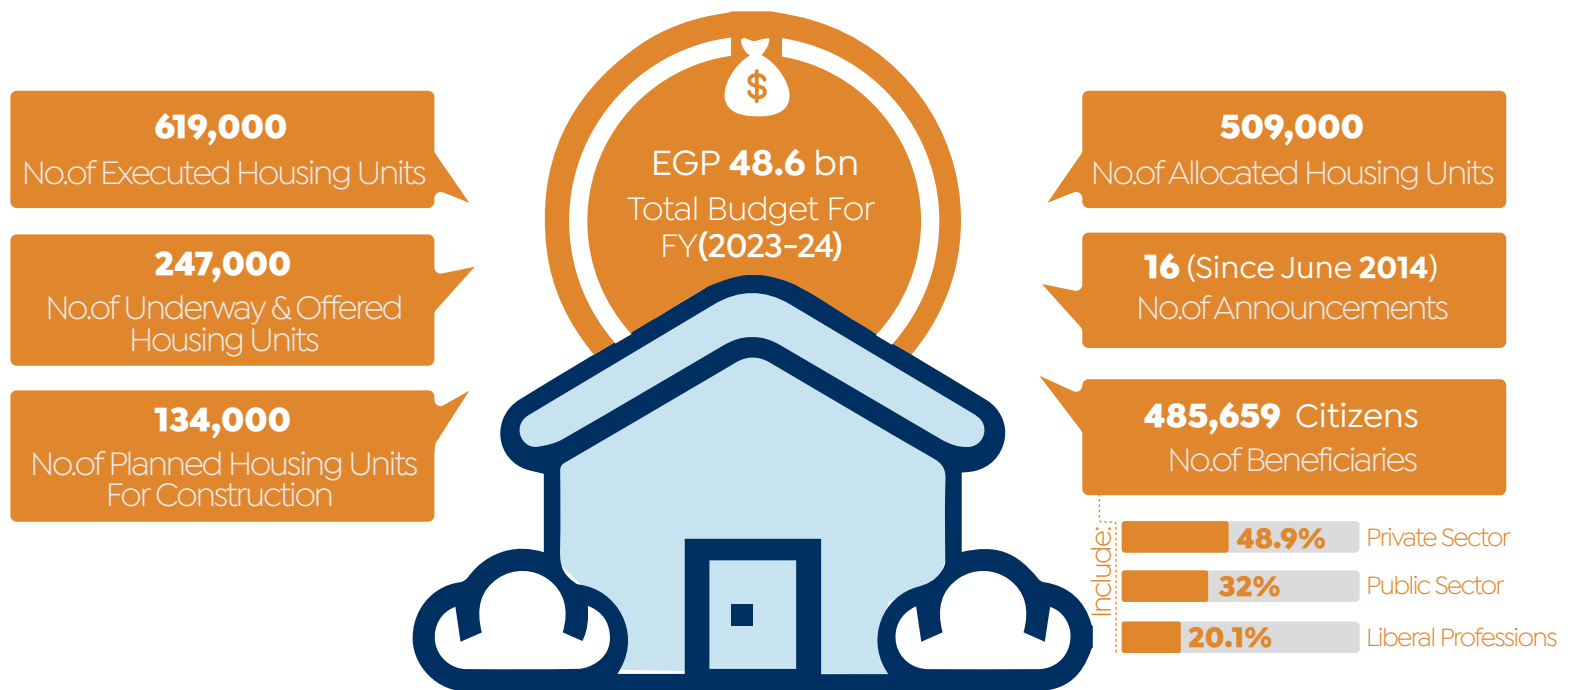 619,000
No.of Executed Housing Units
247,000
No.of Underway & Offered
Housing Units
134,000
No.of Planned Housing Units
For Construction
$
EGP 48.6 bn
Total Budget For
FY(2023-24)
509,000
No.of Allocated Housing Units
16 (Since June 2014)
No.of Announcements
485,659 Citizens
No.of Beneficiaries
Include:
48.9% Private Sector
32% Public Sector
20.1% Liberal Professions